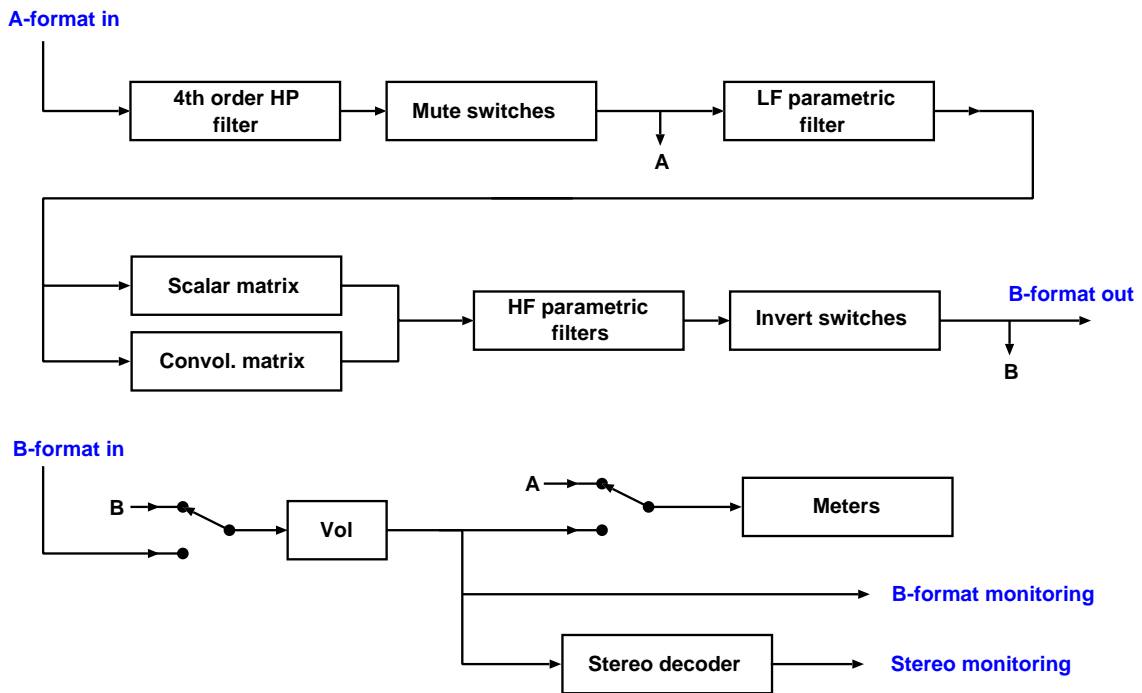 A-format in
4th order HP
filter
Mute switches
LF parametric
filter
A
Scalar matrix
Convol. matrix
HF parametric
filters
Invert switches
B-format out
B
B-format in
B
Vol
A
Meters
B-format monitoring
Stereo decoder
Stereo monitoring